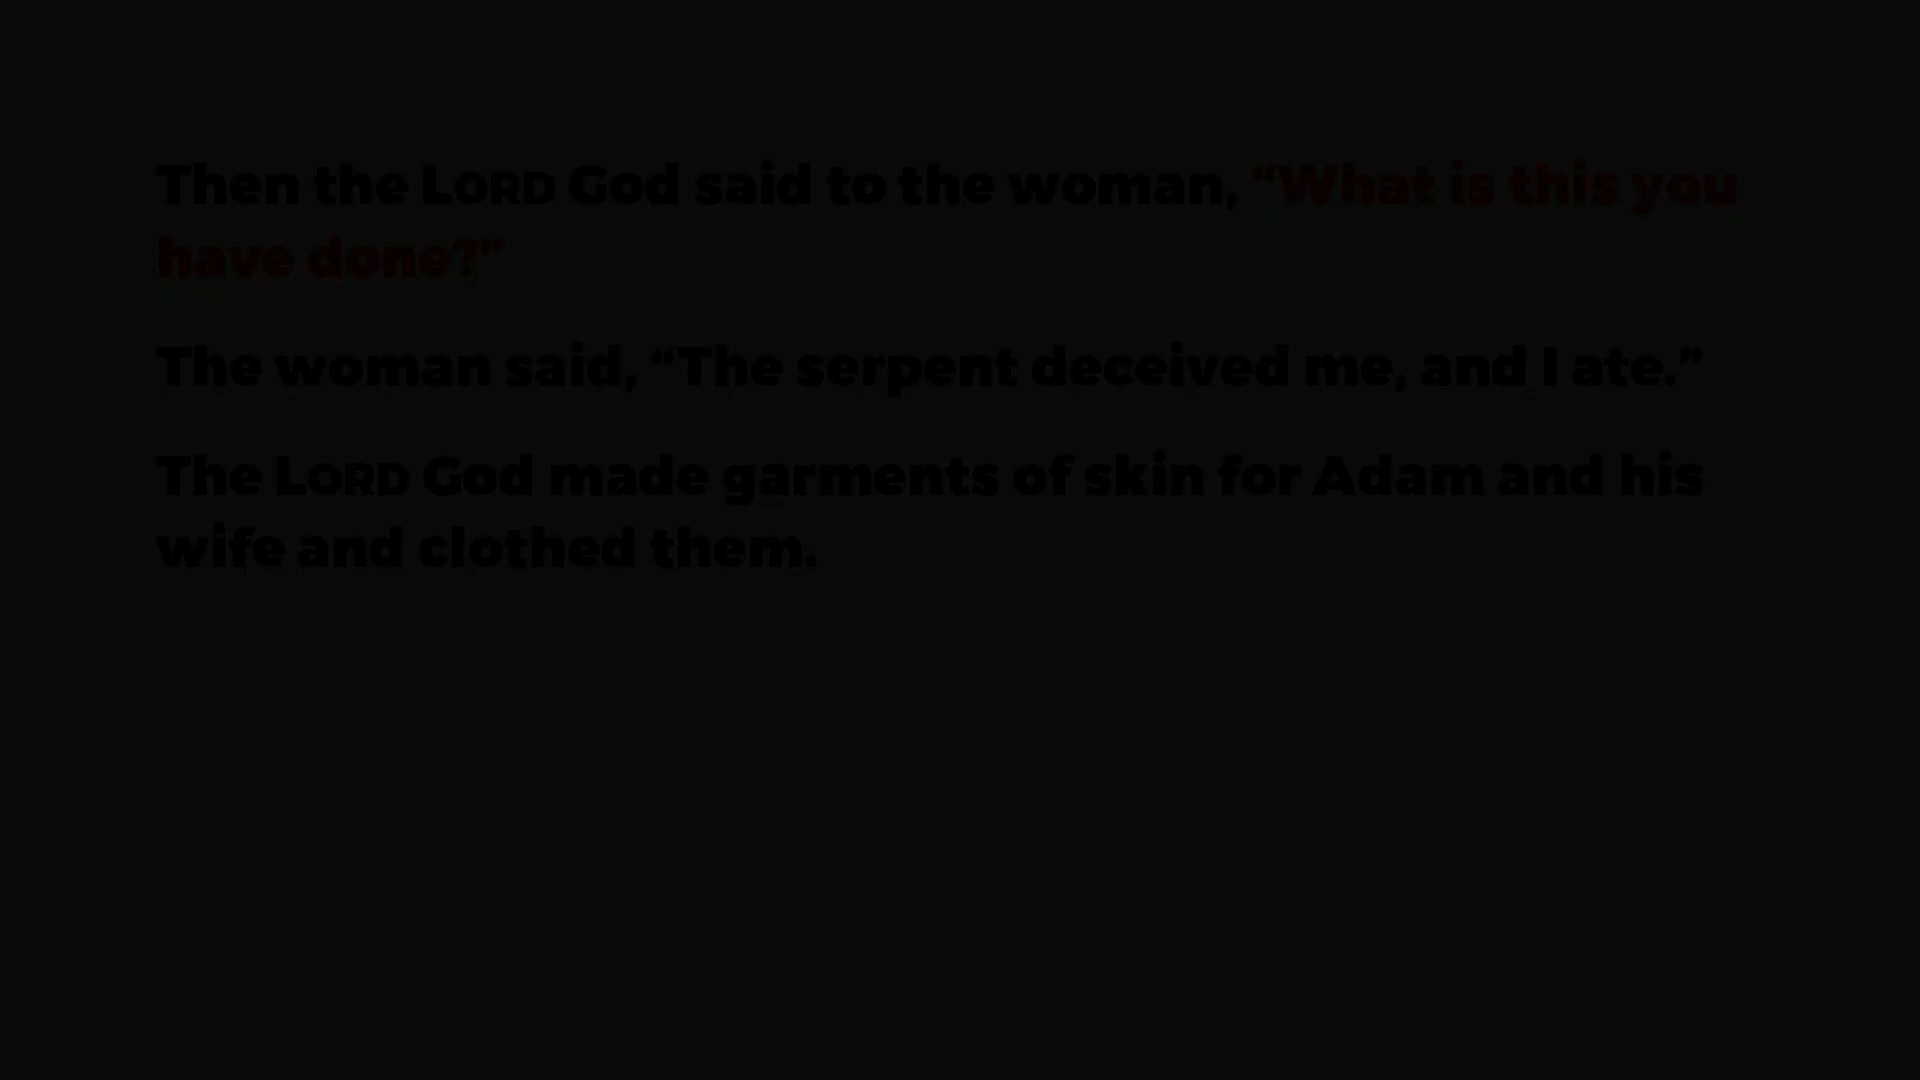 Then the LORD God said to the woman, “What is this you
have done?”
The woman said, “The serpent deceived me, and I ate.”
The LORD God made garments of skin for Adam and his
wife and clothed them.